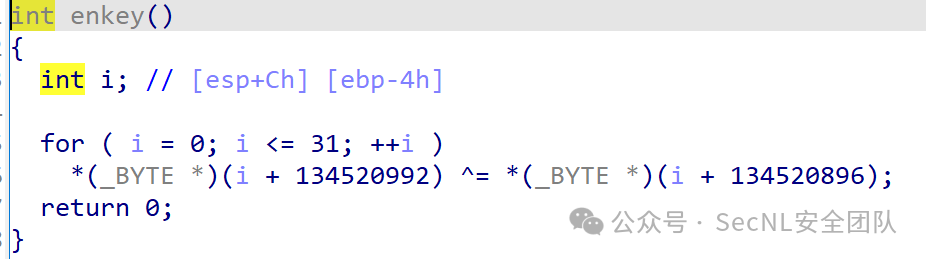 int enkey()
{
int i; // [esp+Ch] [ebp-4h]
for ( i = 0; i <= 31; ++i )
*(_BYTE *)(i + 134520992) ^= *(_BYTE *)(i + 134520896);
return 0;
}
公众号 · SecNL安全团队